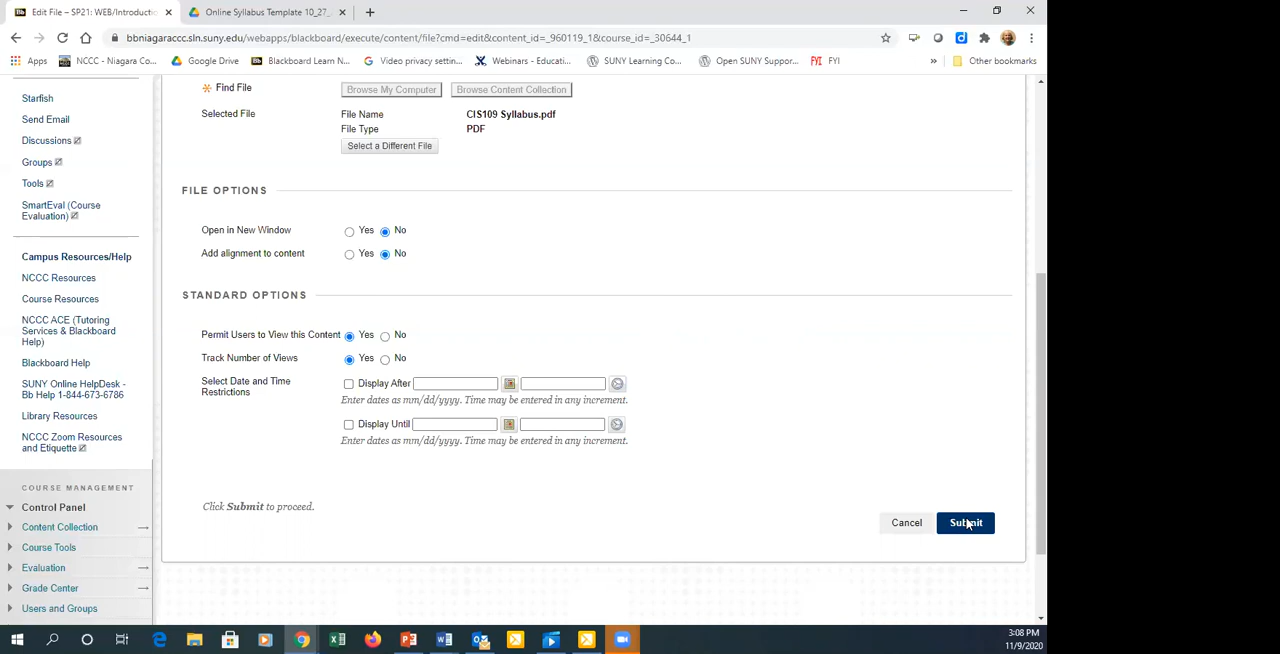 Edit File – SP21: WEB/Introductic
Online Syllabus Template 10_27_
bbniagaraccc.sln.suny.edu/webapps/blackboard/execute/content/file?cmd=edit&content_id=_960119_1&course_id=_30644_1
Apps
NCCC - Niagara Co...
Google Drive
Blackboard Learn N...
Video privacy settin...
Webinars - Educati...
SUNY Learning Co...
Open SUNY Suppor...
FYI
»
Other bookmarks
Starfish
Send Email
Discussions
Groups
Tools
SmartEval (Course
Evaluation)
Campus Resources/Help
NCCC Resources
Course Resources
NCCC ACE (Tutoring
Services & Blackboard
Help)
Blackboard Help
SUNY Online HelpDesk -
Bb Help 1-844-673-6786
Library Resources
NCCC Zoom Resources
and Etiquette
COURSE MANAGEMENT
Control Panel
Content Collection
Course Tools
Evaluation
Grade Center
Users and Groups
Find File
Browse My Computer
Browse Content Collection
Selected File
File Name
CIS109 Syllabus.pdf
File Type
PDF
Select a Different File
FILE OPTIONS
Open in New Window
Yes
No
Add alignment to content
Yes
No
STANDARD OPTIONS
Permit Users to View this Content
Yes
No
Track Number of Views
Yes
No
Select Date and Time
Restrictions
Display After
Enter dates as mm/dd/yyyy. Time may be entered in any increment.
Display Until
Enter dates as mm/dd/yyyy. Time may be entered in any increment.
Click Submit to proceed.
Cancel
Submit
3:08 PM
11/9/2020